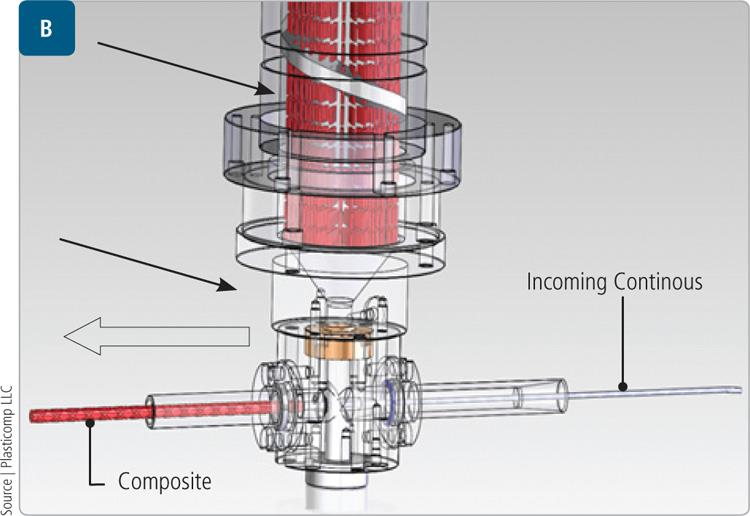 B
Incoming Continous
Composite
Source | Plasticomp LLC